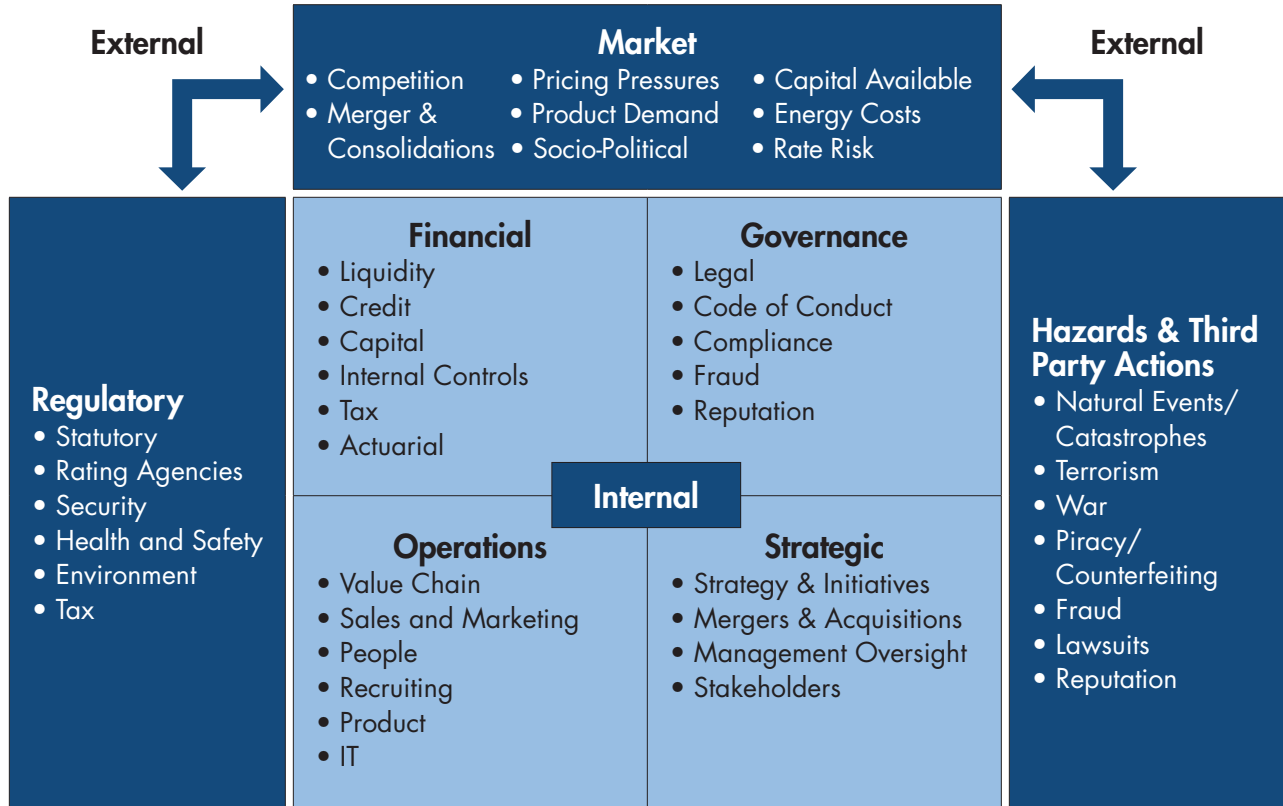 External
Market
• Competition
• Merger &
Consolidations
• Pricing Pressures
• Product Demand
• Socio-Political
• Capital Available
• Energy Costs
• Rate Risk
External
Regulatory
• Statutory
• Rating Agencies
• Security
• Health and Safety
• Environment
• Tax
Financial
• Liquidity
• Credit
• Capital
• Internal Controls
• Tax
• Actuarial
Governance
• Legal
• Code of Conduct
• Compliance
• Fraud
• Reputation
Internal
Operations
• Value Chain
• Sales and Marketing
• People
• Recruiting
• Product
• IT
Strategic
• Strategy & Initiatives
• Mergers & Acquisitions
• Management Oversight
• Stakeholders
Hazards & Third
Party Actions
• Natural Events/
Catastrophes
• Terrorism
• War
• Piracy/
Counterfeiting
• Fraud
• Lawsuits
• Reputation